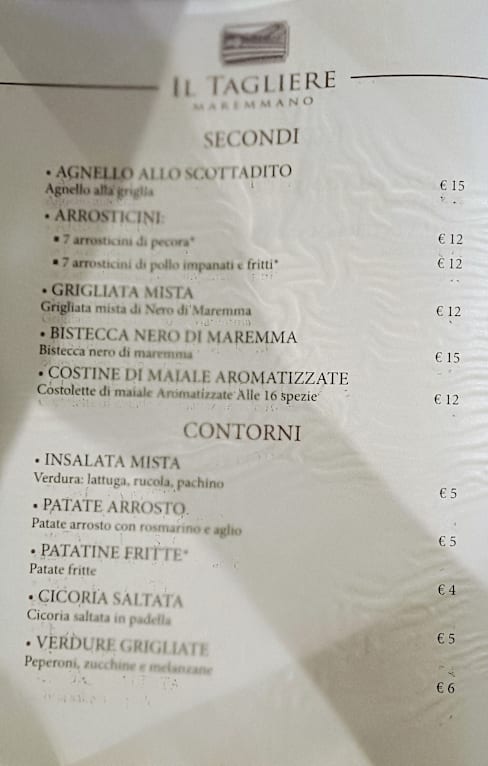 IL TAGLIERE
MAREMMANO
SECONDI
• AGNELLO ALLO SCOTTADITO
Agnello alla griglia
€ 15
• ARROSTICINI:
▪ 7 arrosticini di pecora* € 12
▪ 7 arrosticini di pollo impanati e fritti* € 12
• GRIGLIATA MISTA
Grigliata mista di Nero di Maremma € 12
• BISTECCA NERO DI MAREMMA
Bistecca nero di maremma € 15
• COSTINE DI MAIALE AROMATIZZATE
Costolette di maiale Aromatizzate Alle 16 spezie € 12
CONTORNI
• INSALATA MISTA
Verdura: lattuga, rucola, pachino € 5
• PATATE ARROSTO
Patate arrosto con rosmarino e aglio € 5
• PATATINE FRITTE*
Patate fritte € 4
• CICORIA SALTATA
Cicoria saltata in padella € 5
• VERDURE GRIGLIATE
Peperoni, zucchine e melanzane € 6